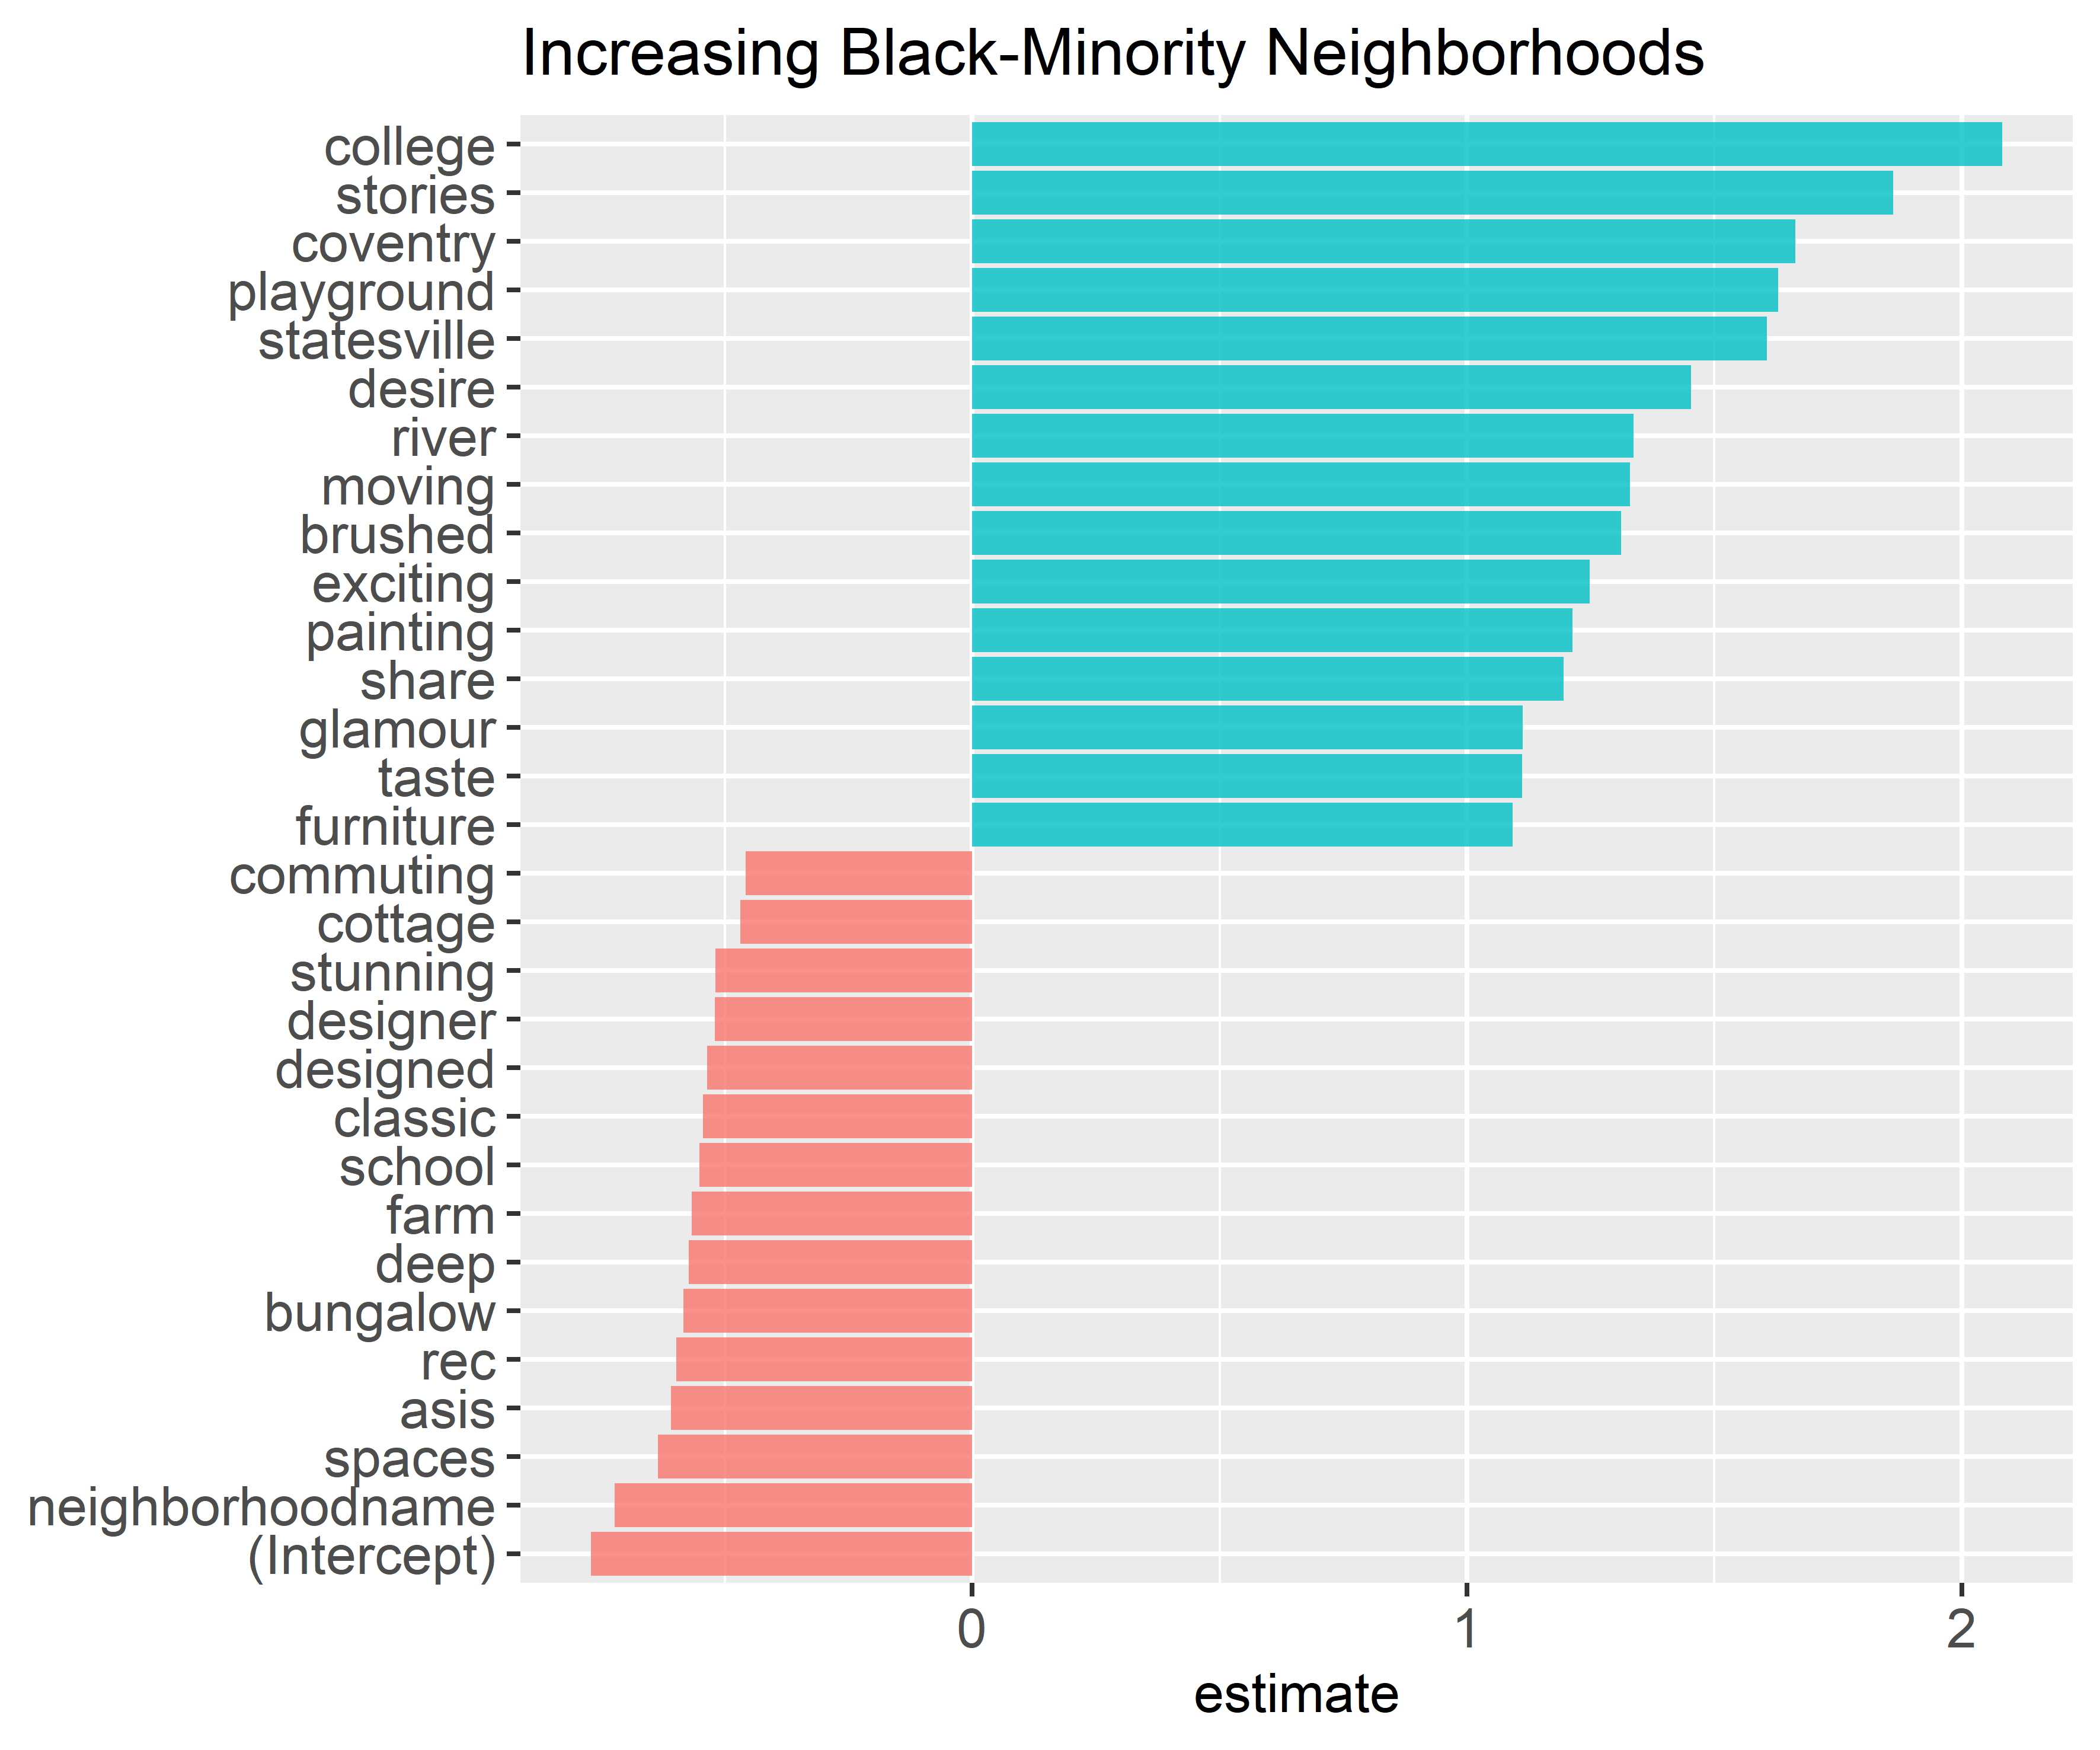 Increasing Black-Minority Neighborhoods
college
stories
coventry
playground
statesville
desire
river
moving
brushed
exciting
painting
share
glamour
taste
furniture
commuting
cottage
stunning
designer
designed
classic
school
farm
deep
bungalow
rec
asis
spaces
neighborhoodname
(Intercept)
0 1 2
estimate